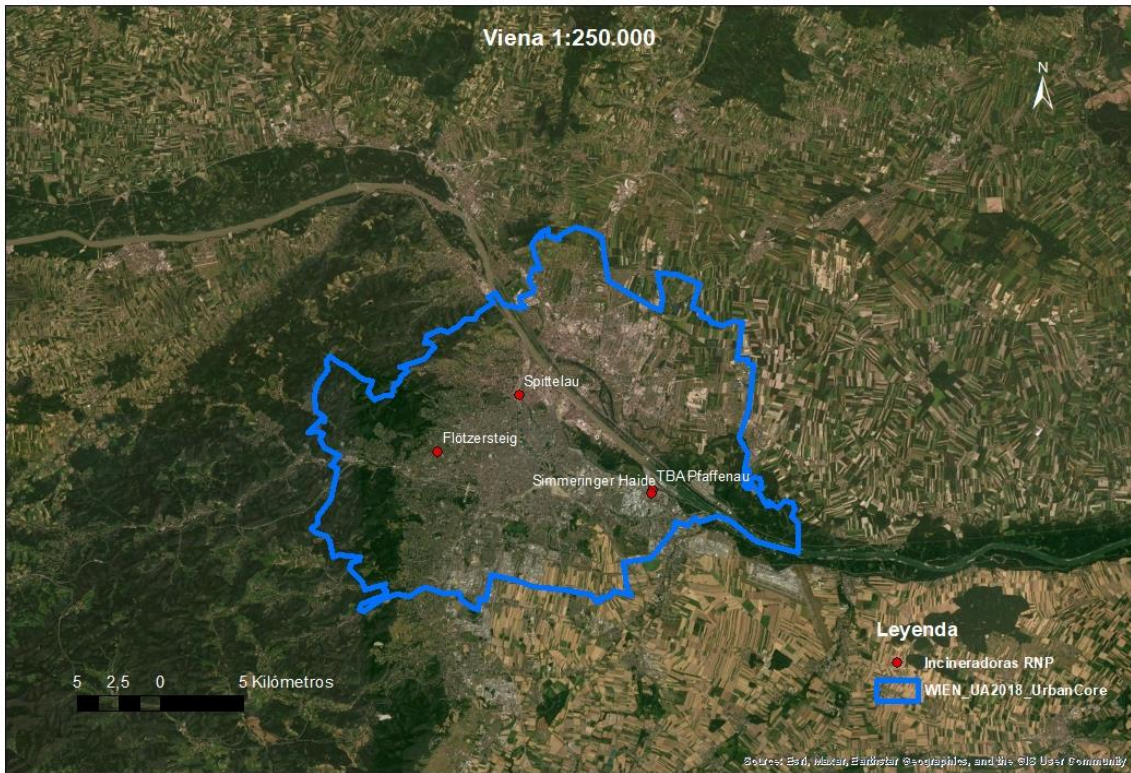 Viena 1:250.000
N
Spittelau
Flötzersteig
Simmeringer Haide
TBA Pfaffenau
Leyenda
Incineradoras RNP
WIEN_UA2018_UrbanCore
5 2,5 0 5 Kilómetros
Source: Esri, Maxar, Earthstar Geographics, and the GIS User Community